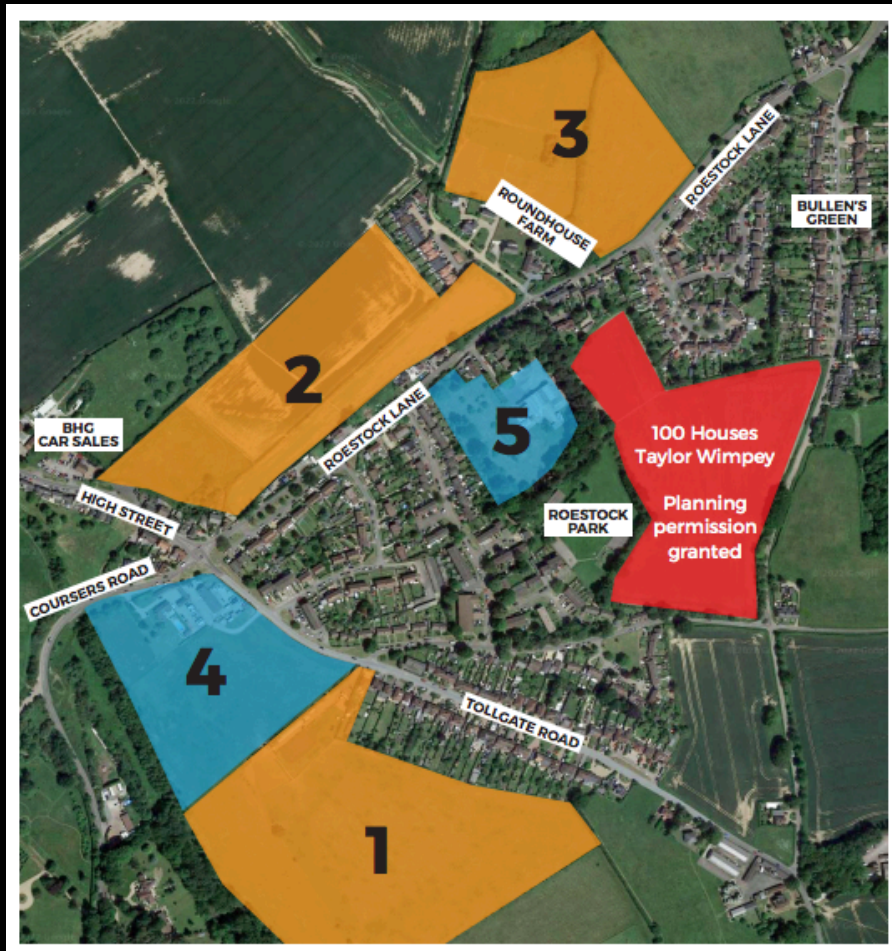 3
ROESTOCK LANE
ROUNDHOUSE
FARM
BULLEN'S
GREEN
2
BHG
CAR SALES
ROESTOCK LANE
5
100 Houses
Taylor Wimpey
Planning
permission
granted
HIGH STREET
ROESTOCK
PARK
COURSERS ROAD
4
TOLLGATE ROAD
1